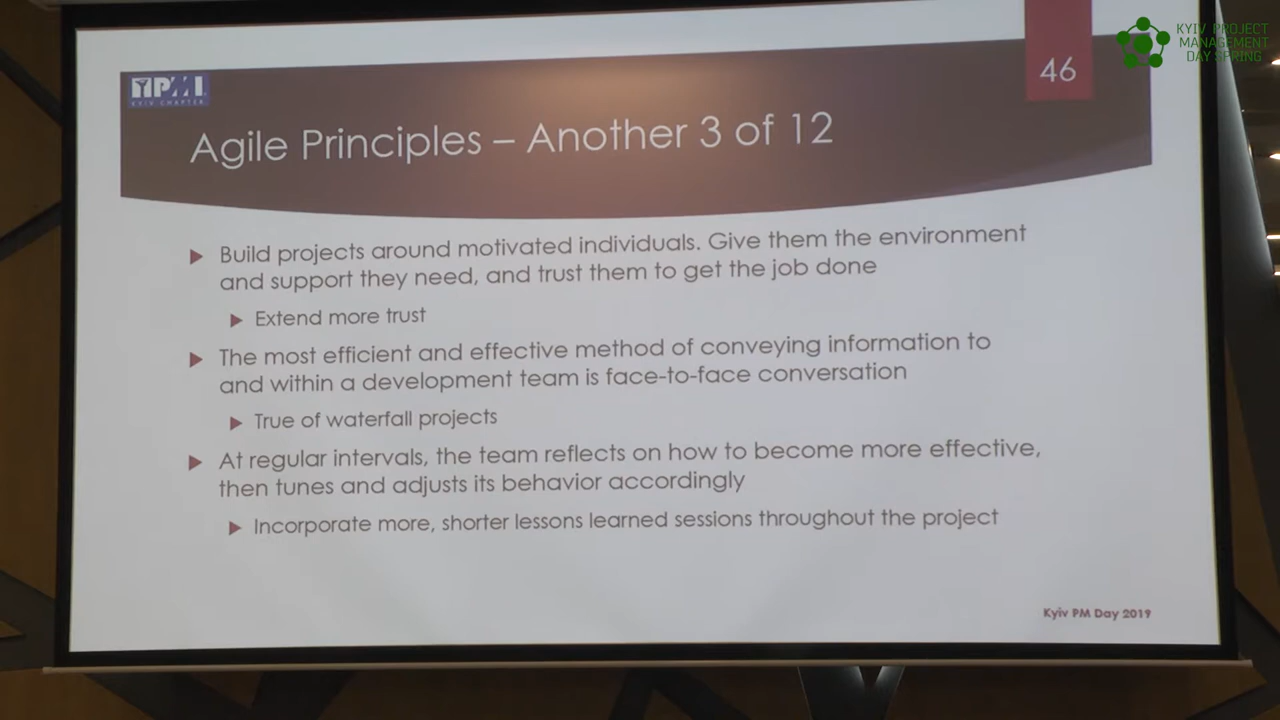 KYIV PROJECT
MANAGEMENT
DAY SPRING
46
PMI
KYIV CHAPTER
Agile Principles – Another 3 of 12
Build projects around motivated individuals. Give them the environment
and support they need, and trust them to get the job done
Extend more trust
The most efficient and effective method of conveying information to
and within a development team is face-to-face conversation
True of waterfall projects
At regular intervals, the team reflects on how to become more effective,
then tunes and adjusts its behavior accordingly
Incorporate more, shorter lessons learned sessions throughout the project
Kyiv PM Day 2019